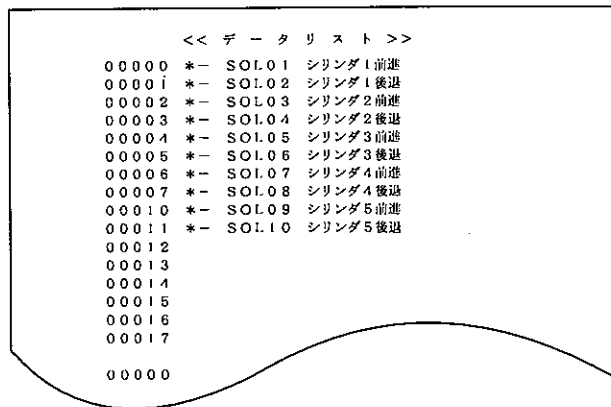 << データリスト >>
00000 *- SOL01 シリンダ1前進
00001 *- SOL02 シリンダ1後退
00002 *- SOL03 シリンダ2前進
00003 *- SOL04 シリンダ2後退
00004 *- SOL05 シリンダ3前進
00005 *- SOL06 シリンダ3後退
00006 *- SOL07 シリンダ4前進
00007 *- SOL08 シリンダ4後退
00010 *- SOL09 シリンダ5前進
00011 *- SOL10 シリンダ5後退
00012
00013
00014
00015
00016
00017
00000